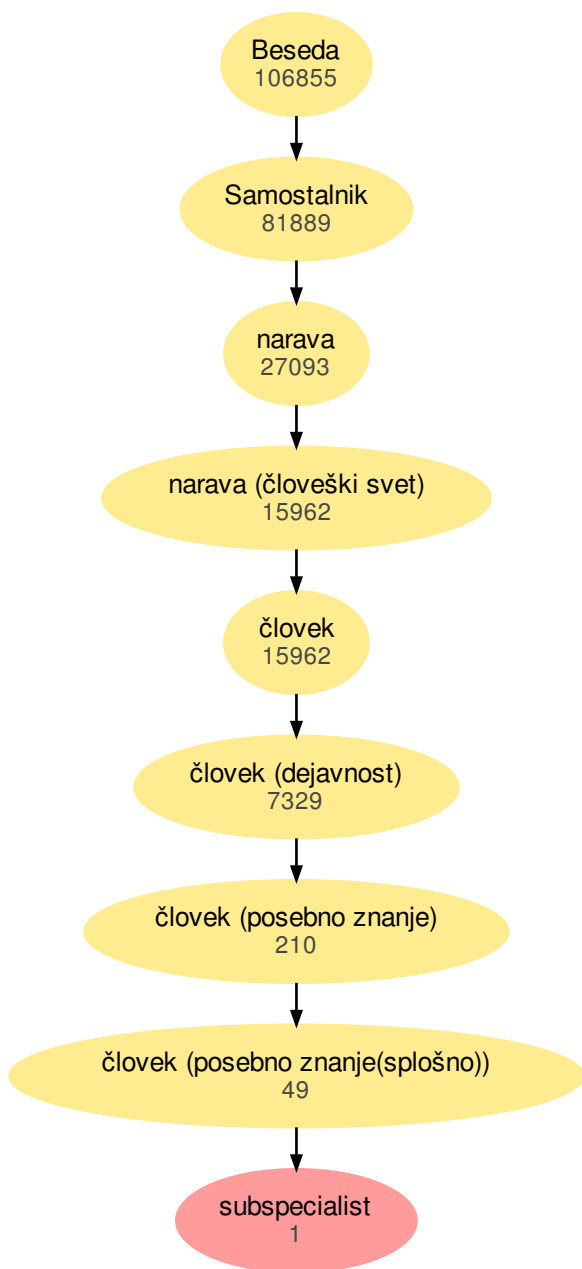 Beseda
106855
Samostalnik
81889
narava
27093
narava (človeški svet)
15962
človek
15962
človek (dejavnost)
7329
človek (posebno znanje)
210
človek (posebno znanje(splošno))
49
subspecialist
1